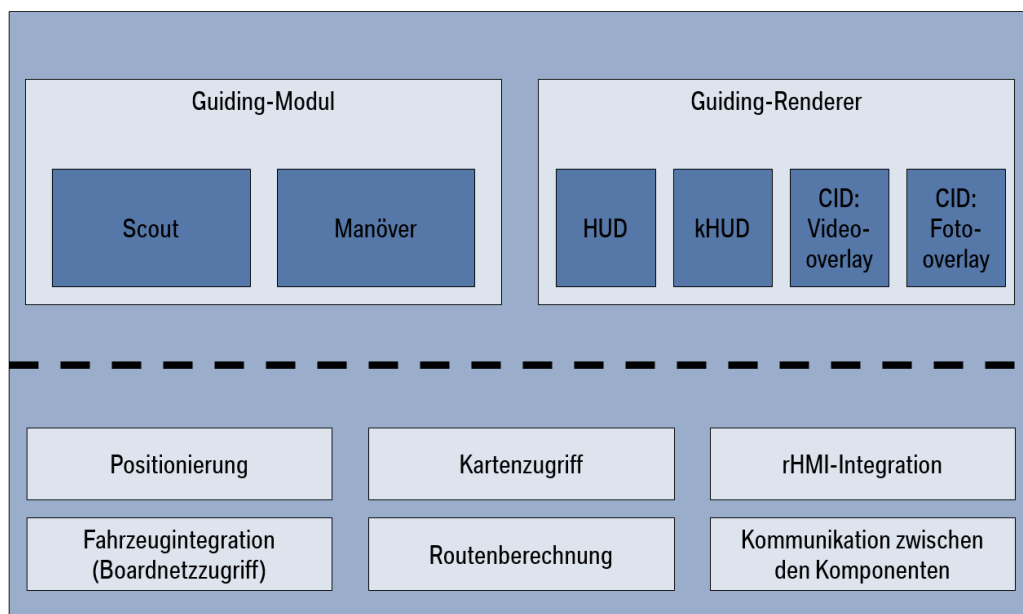 Guiding-Modul
Scout
Manöver
Guiding-Renderer
HUD
kHUD
CID:
Video-
overlay
CID:
Foto-
overlay
Positionierung
Kartenzugriff
rHMI-Integration
Fahrzeugintegration
(Boardnetzzugriff)
Routenberechnung
Kommunikation zwischen
den Komponenten